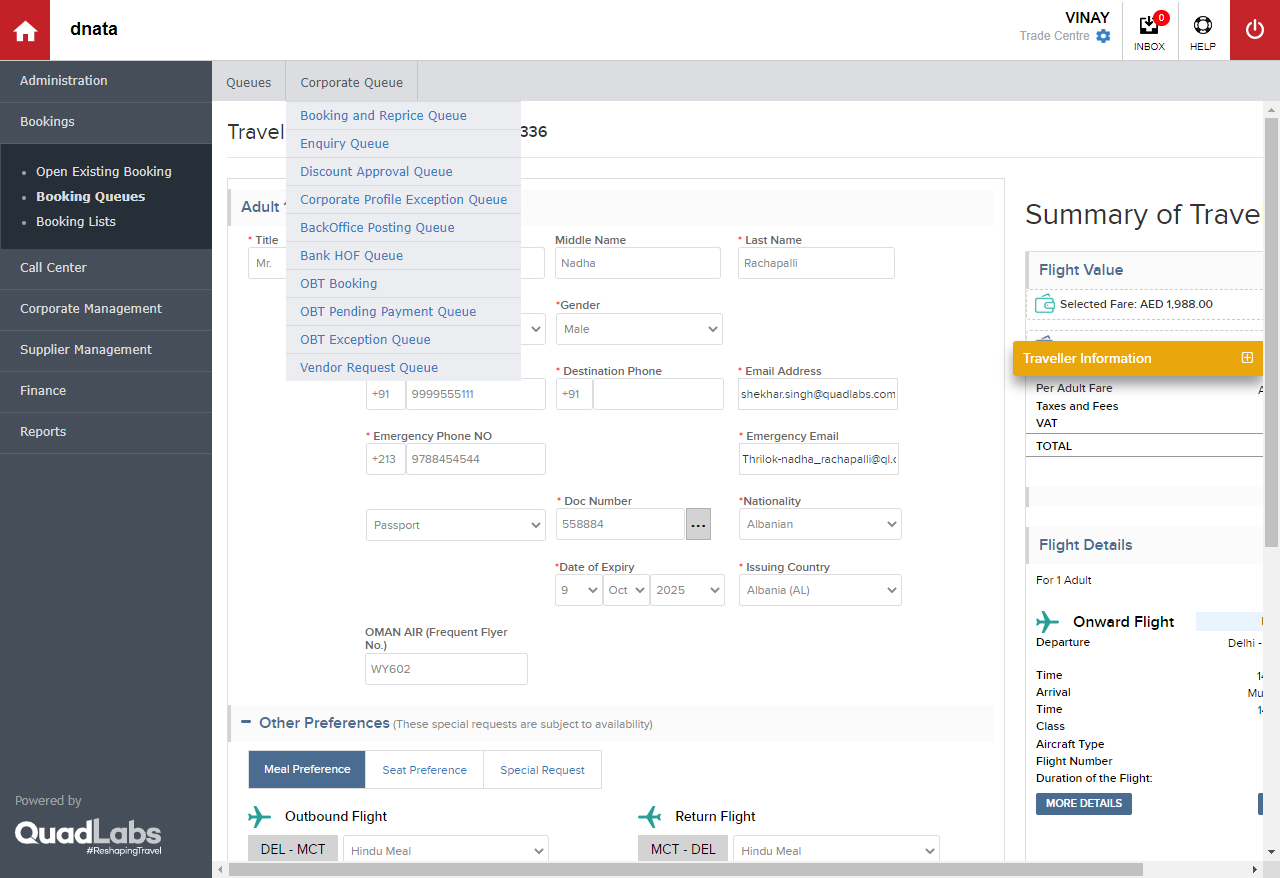 dnata
VINAY
Trade Centre
0
INBOX
HELP
Administration
Bookings
Open Existing Booking
Booking Queues
Booking Lists
Call Center
Corporate Management
Supplier Management
Finance
Reports
Powered by
QuadLabs
#ReshapingTravel
Queues
Corporate Queue
Booking and Reprice Queue
Enquiry Queue
Discount Approval Queue
Corporate Profile Exception Queue
BackOffice Posting Queue
Bank HOF Queue
OBT Booking
OBT Pending Payment Queue
OBT Exception Queue
Vendor Request Queue
Travel 336
Adult
* Title
Middle Name
* Last Name
Mr.
Nadha
Rachapalli
*Gender
Male
* Destination Phone
* Email Address
+91
9999555111
+91
shekhar.singh@quadlabs.com
* Emergency Phone NO
* Emergency Email
+213
9788454544
Thrilok-nadha_rachapalli@ql.c
* Doc Number
*Nationality
Passport
558884
...
Albanian
*Date of Expiry
* Issuing Country
9
Oct
2025
Albania (AL)
OMAN AIR (Frequent Flyer
No.)
WY602
Other Preferences (These special requests are subject to availability)
Meal Preference
Seat Preference
Special Request
Outbound Flight
Return Flight
DEL - MCT
Hindu Meal
MCT - DEL
Hindu Meal
Summary of Travel
Flight Value
Selected Fare: AED 1,988.00
Traveller Information
Per Adult Fare
A
Taxes and Fees
VAT
TOTAL
Flight Details
For 1 Adult
Onward Flight
Departure
Delhi -
Time
14
Arrival
Mu
Time
14
Class
Aircraft Type
Flight Number
Duration of the Flight:
MORE DETAILS